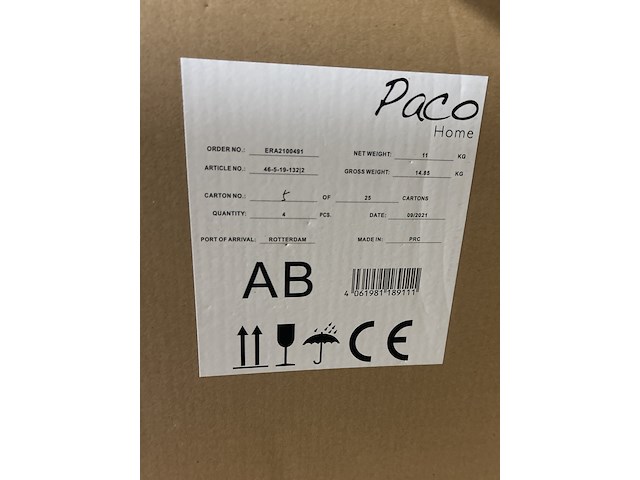 Paco
Home
ORDER NO.: ERA2100491 NET WEIGHT: 11 KG
ARTICLE NO.: 46-5-19-132|2 GROSS WEIGHT: 14.85 KG
CARTON NO.: 5 OF 25 CARTONS
QUANTITY: 4 PCS. DATE: 09/2021
PORT OF ARRIVAL: ROTTERDAM MADE IN: PRC
AB
4 061981 189111
CE